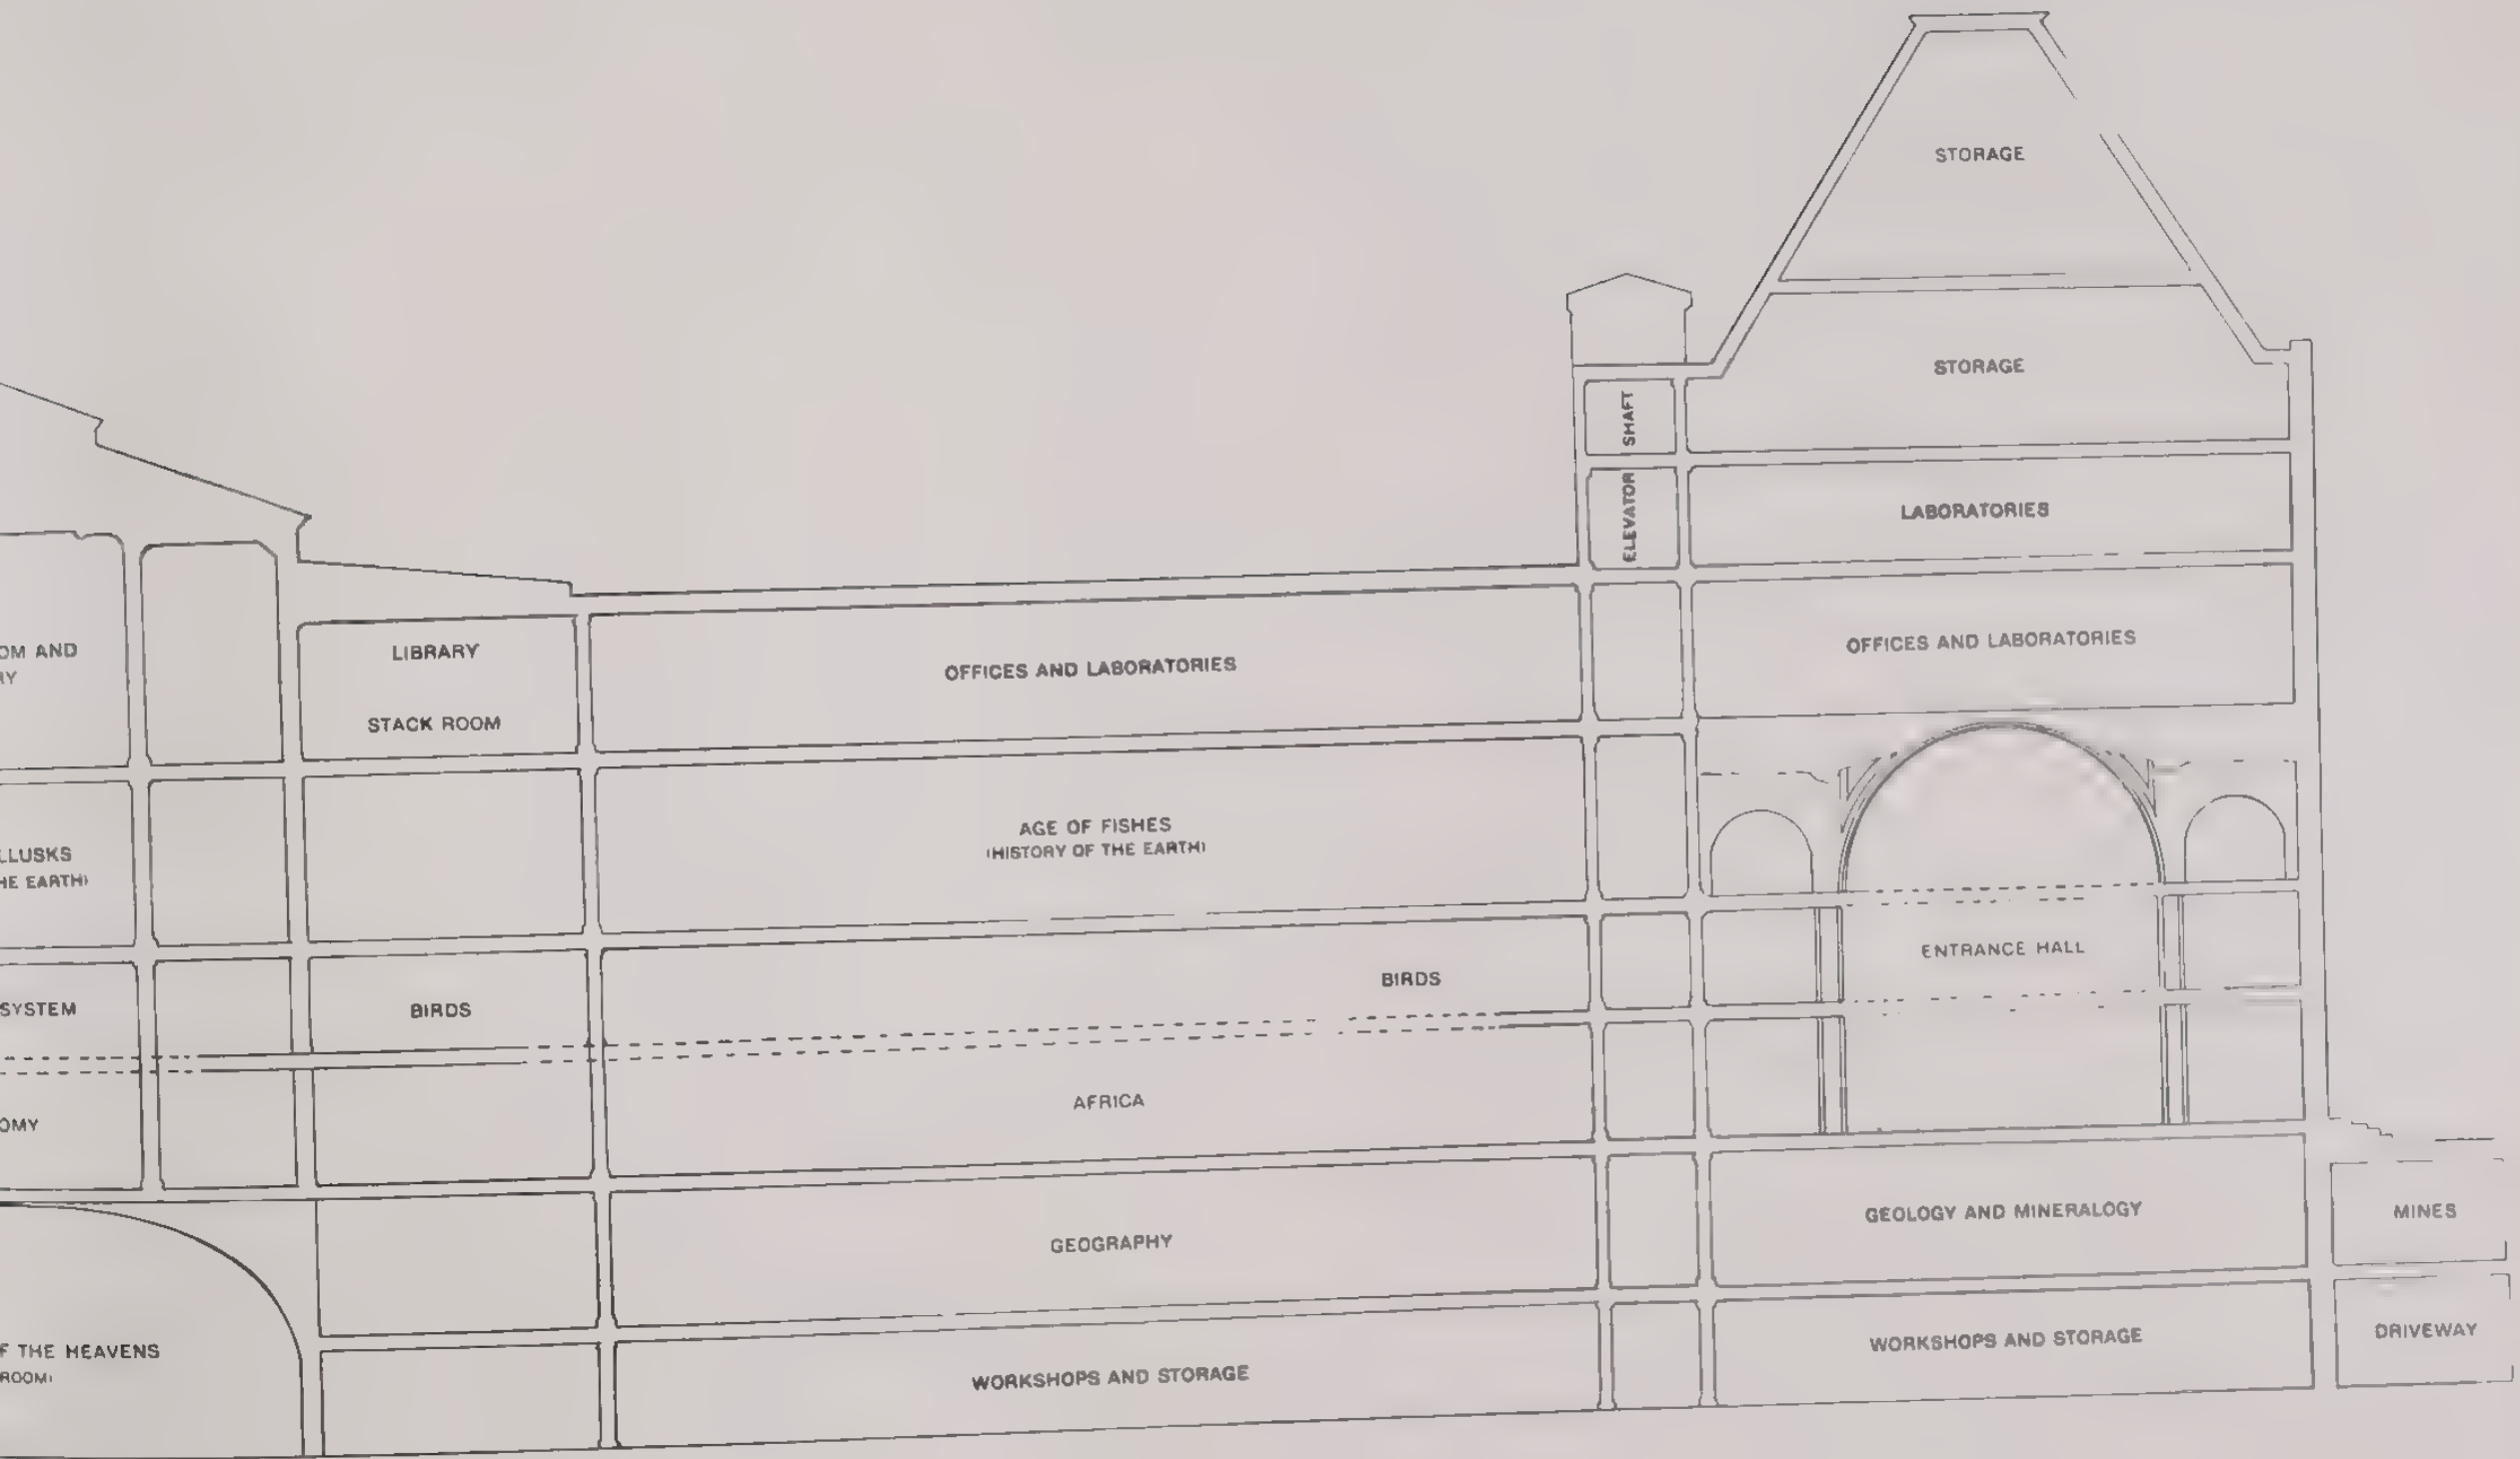 STORAGE
STORAGE
SHAFT
ELEVATOR
LABORATORIES
OFFICES AND LABORATORIES
OM AND
RY
LIBRARY
STACK ROOM
OFFICES AND LABORATORIES
LLUSKS
HE EARTH)
AGE OF FISHES
(HISTORY OF THE EARTH)
ENTRANCE HALL
SYSTEM
BIRDS
BIRDS
OMY
AFRICA
GEOGRAPHY
GEOLOGY AND MINERALOGY
MINES
F THE HEAVENS
ROOM)
WORKSHOPS AND STORAGE
WORKSHOPS AND STORAGE
DRIVEWAY